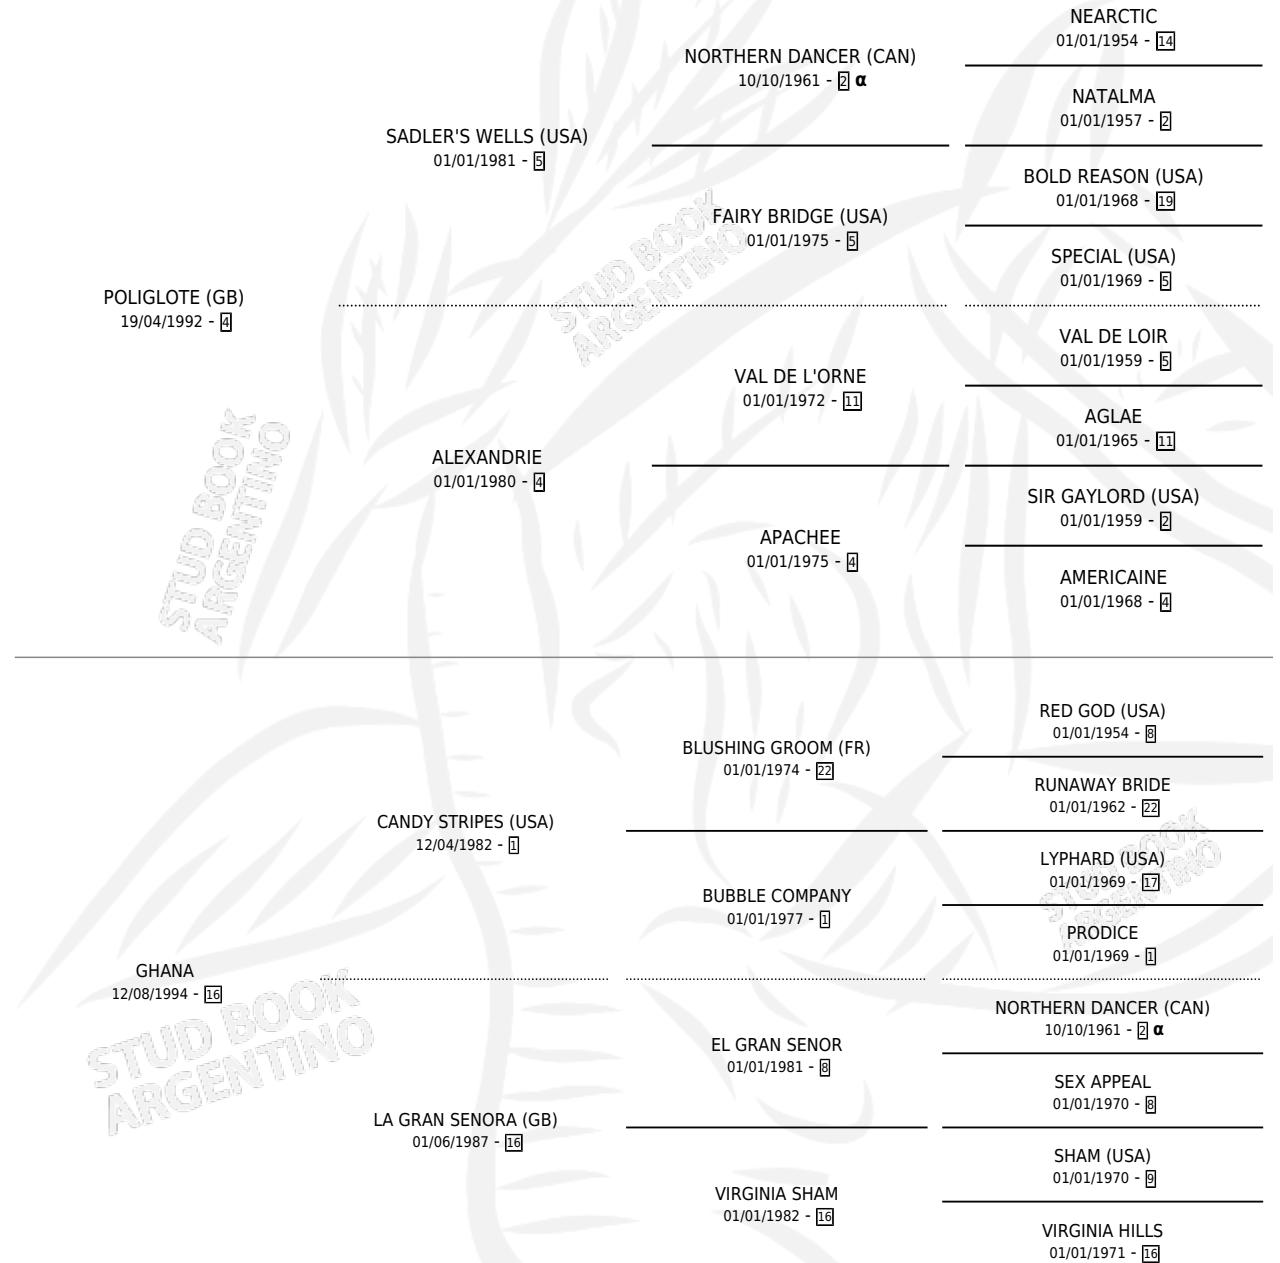 NEARCTIC
01/01/1954 - 14
NORTHERN DANCER (CAN)
10/10/1961 - 2 α
NATALMA
01/01/1957 - 2
SADLER'S WELLS (USA)
01/01/1981 - 5
BOLD REASON (USA)
01/01/1968 - 19
FAIRY BRIDGE (USA)
01/01/1975 - 5
STUD BOOK
ARGENTINO
SPECIAL (USA)
01/01/1969 - 5
POLIGLOTE (GB)
19/04/1992 - 4
VAL DE LOIR
01/01/1959 - 5
VAL DE L'ORNE
01/01/1972 - 11
AGLAE
01/01/1965 - 11
ALEXANDRIE
01/01/1980 - 4
SIR GAYLORD (USA)
01/01/1959 - 2
APACHEE
01/01/1975 - 4
AMERICAINE
01/01/1968 - 4
STUD BOOK
ARGENTINO
RED GOD (USA)
01/01/1954 - 8
BLUSHING GROOM (FR)
01/01/1974 - 22
RUNAWAY BRIDE
01/01/1962 - 22
CANDY STRIPES (USA)
12/04/1982 - 1
LYPHARD (USA)
01/01/1969 - 17
STUD BOOK
ARGENTINO
BUBBLE COMPANY
01/01/1977 - 1
PRODICE
01/01/1969 - 1
GHANA
12/08/1994 - 16
STUD BOOK
ARGENTINO
NORTHERN DANCER (CAN)
10/10/1961 - 2 α
EL GRAN SENOR
01/01/1981 - 8
SEX APPEAL
01/01/1970 - 8
LA GRAN SENORA (GB)
01/06/1987 - 16
SHAM (USA)
01/01/1970 - 9
VIRGINIA SHAM
01/01/1982 - 16
VIRGINIA HILLS
01/01/1971 - 16